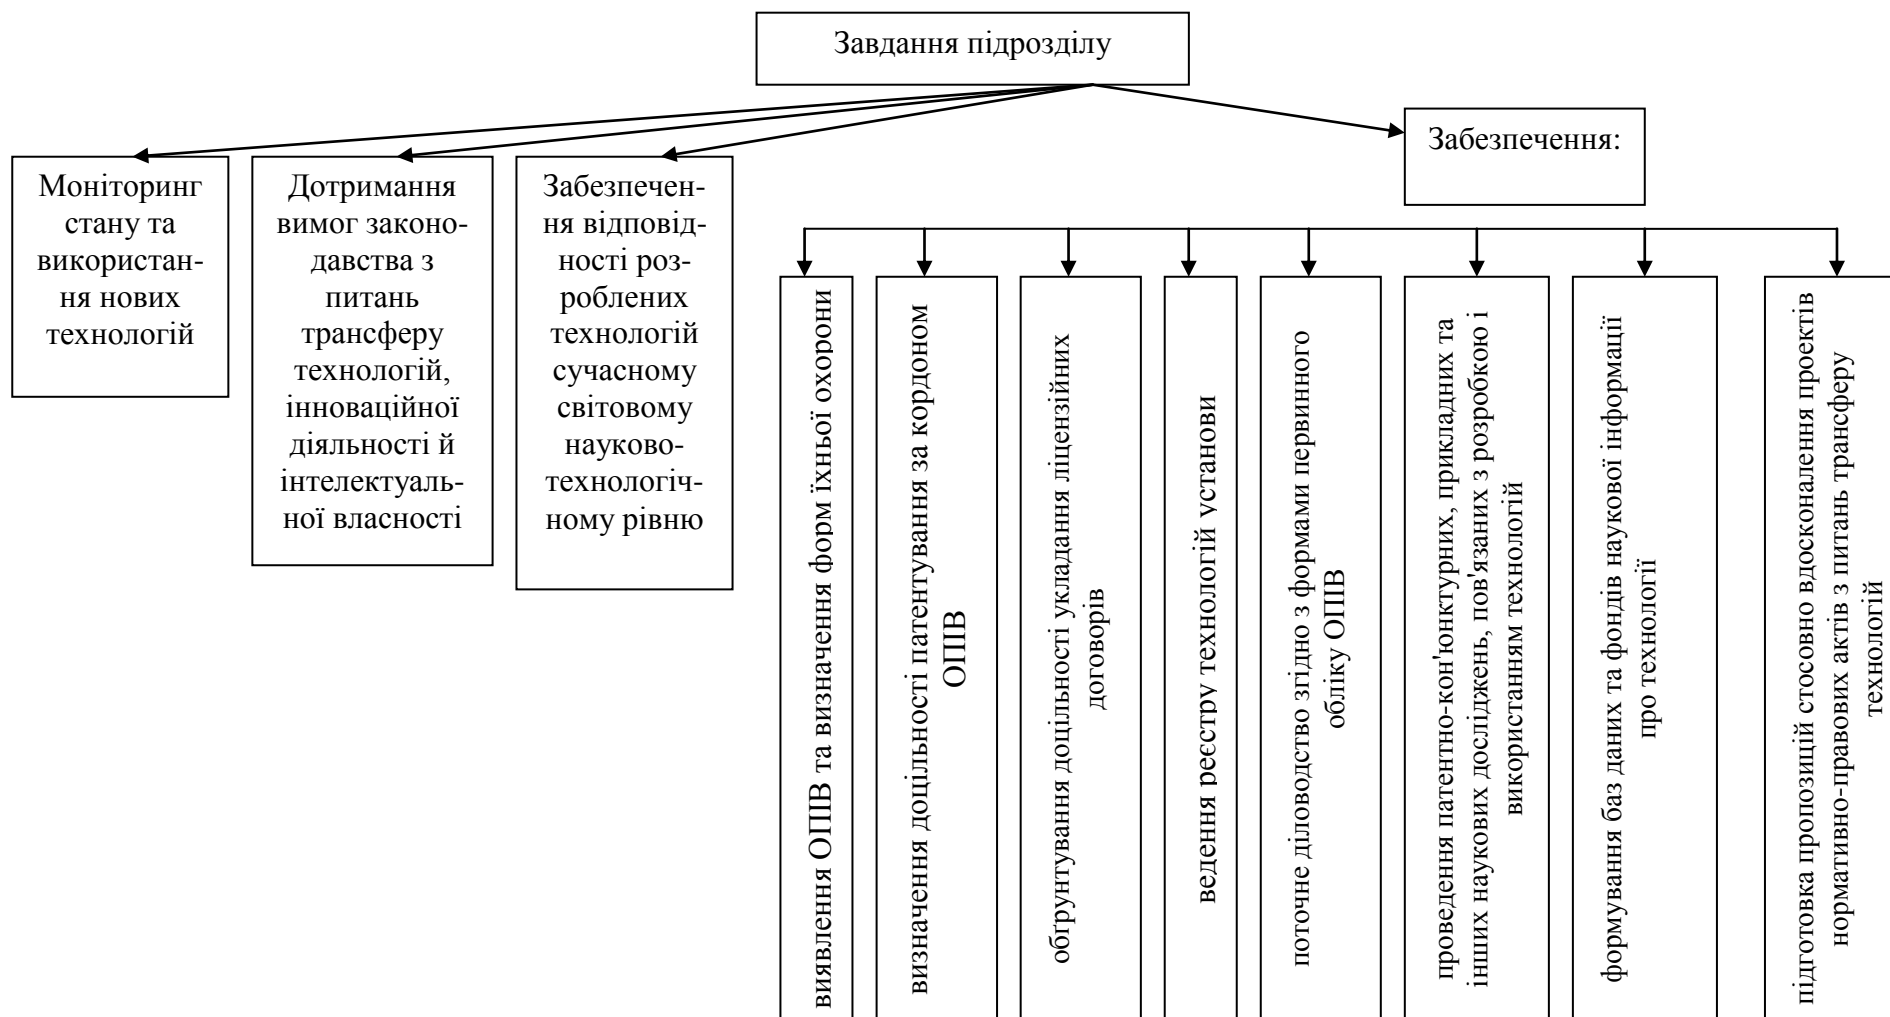 Завдання підрозділу
Забезпечення:
Моніторинг
стану та
використан-
ня нових
технологій
Дотримання
вимог законо-
давства з
питань
трансферу
технологій,
інноваційної
діяльності й
інтелектуаль-
ної власності
Забезпечен-
ня відповід-
ності роз-
роблених
технологій
сучасному
світовому
науково-
технологіч-
ному рівню
виявлення ОПІВ та визначення форм їхньої охорони
визначення доцільності патентування за кордоном
ОПІВ
обґрунтування доцільності укладання ліцензійних
договорів
ведення реєстру технологій установи
поточне діловодство згідно з формами первинного
обліку ОПІВ
проведення патентно-кон'юнктурних, прикладних та
інших наукових досліджень, пов'язаних з розробкою і
використанням технологій
формування баз даних та фондів наукової інформації
про технології
підготовка пропозицій стосовно вдосконалення проектів
нормативно-правових актів з питань трансферу
технологій